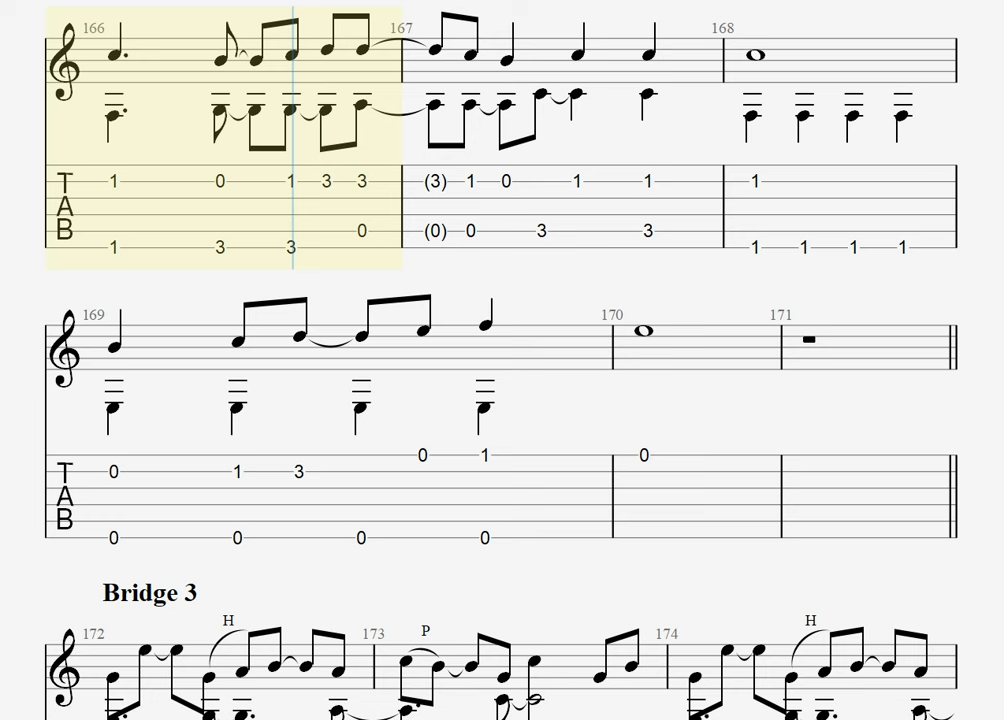 166 167 168
T 1 0 1 3 3 (3) 1 0 1 1 1
A
B 0 (0) 0 3 3
1 3 3 1 1 1 1
169 170 171
0 1 0
T 0 1 3
A
B
0 0 0 0
Bridge 3
172 H 173 P 174 H